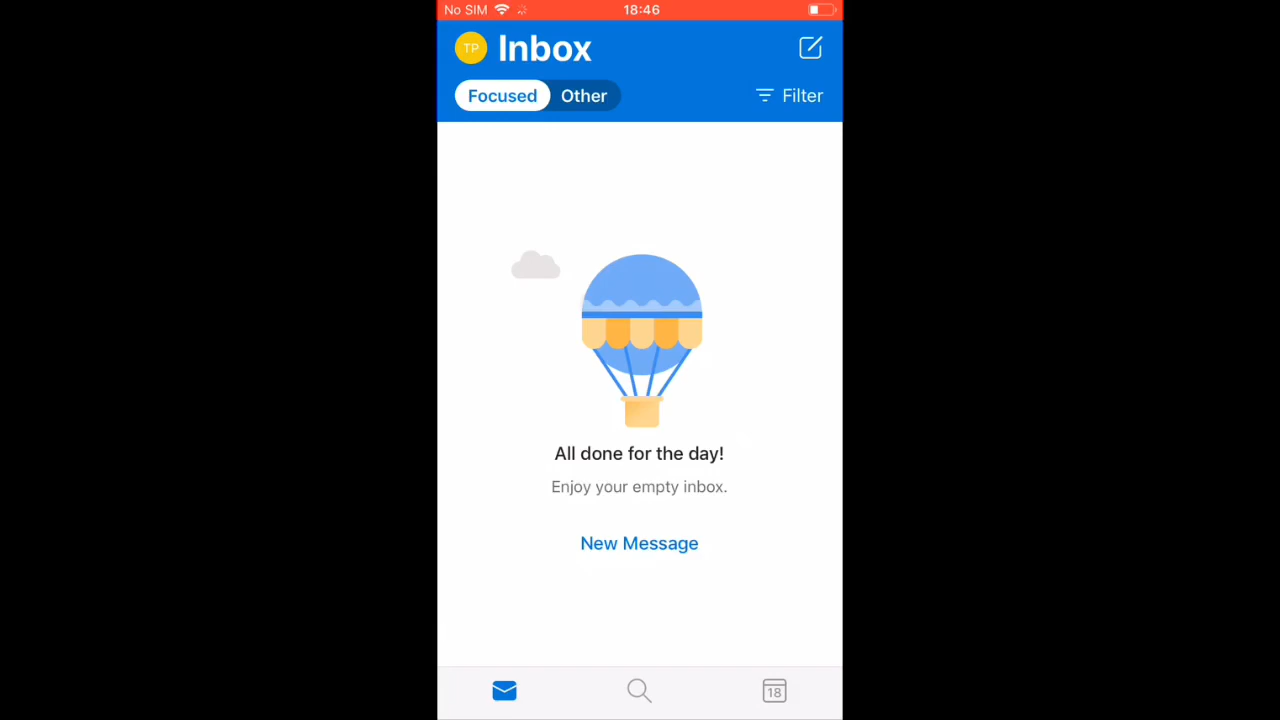 No SIM 18:46
TP Inbox
Focused Other Filter
All done for the day!
Enjoy your empty inbox.
New Message
18